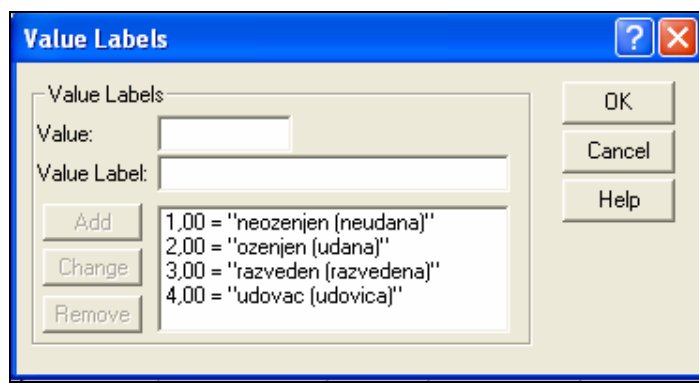 Value Labels
Value Labels
Value:
Value Label:
Add
Change
Remove
1,00 = "neozenjen (neudana)"
2,00 = "ozenjen (udana)"
3,00 = "razveden (razvedena)"
4,00 = "udovac (udovica)"
OK
Cancel
Help